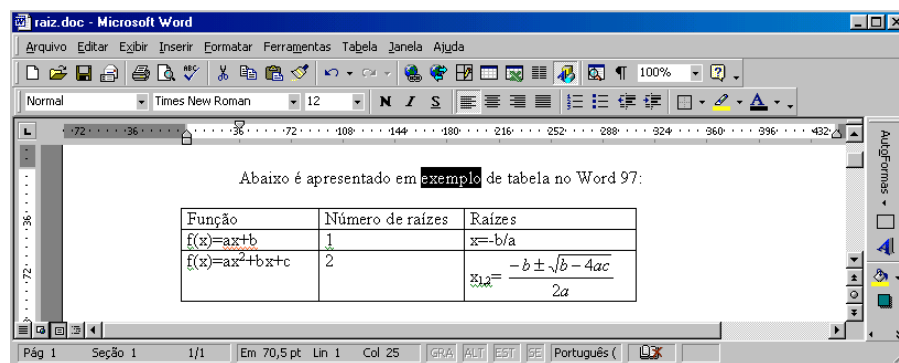 raiz.doc - Microsoft Word
Arquivo Editar Exibir Inserir Formatar Ferramentas Tabela Janela Ajuda
100%
Normal Times New Roman 12 N I S
72 36 36 72 108 144 180 216 252 288 324 360 396 432
AutoFormas
Abaixo é apresentado em exemplo de tabela no Word 97:
Função Número de raízes Raízes
f(x)=ax+b 1 x=-b/a
f(x)=ax²+bx+c 2 x₁,₂= (-b ± √(b-4ac))/2a
36
72
Pág 1 Seção 1 1/1 Em 70,5 pt Lin 1 Col 25 GRA ALT EST SE Português (